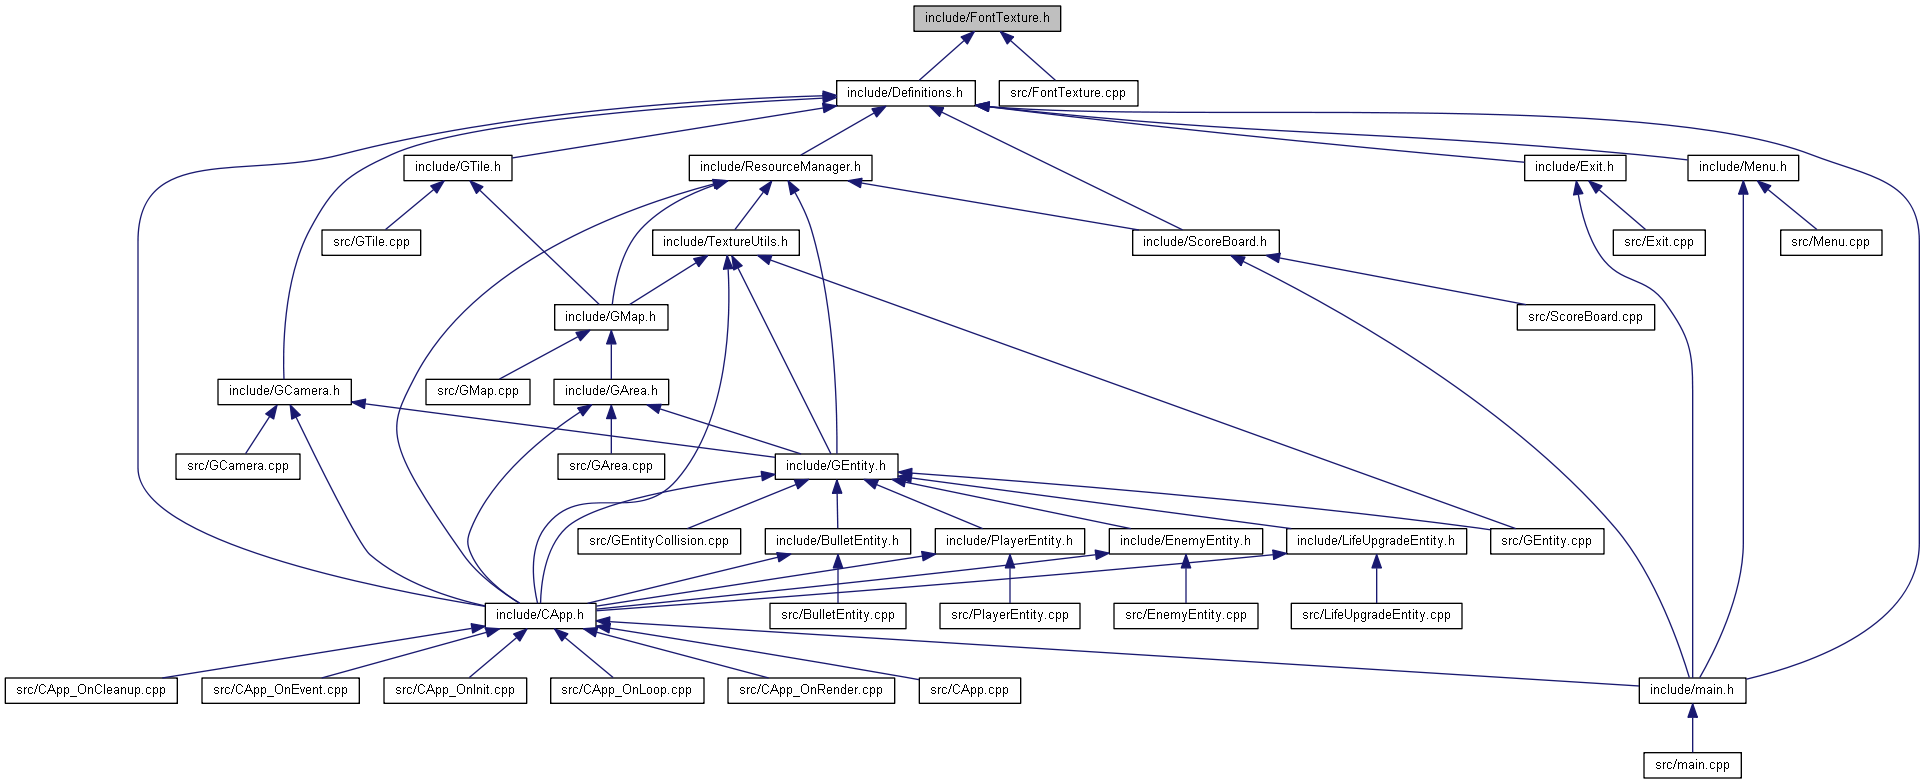 include/FontTexture.h
include/Definitions.h
src/FontTexture.cpp
include/GTile.h
include/ResourceManager.h
include/Exit.h
include/Menu.h
src/GTile.cpp
include/TextureUtils.h
include/ScoreBoard.h
src/Exit.cpp
src/Menu.cpp
include/GMap.h
src/ScoreBoard.cpp
include/GCamera.h
src/GMap.cpp
include/GArea.h
src/GCamera.cpp
src/GArea.cpp
include/GEntity.h
src/GEntityCollision.cpp
include/BulletEntity.h
include/PlayerEntity.h
include/EnemyEntity.h
include/LifeUpgradeEntity.h
src/GEntity.cpp
include/CApp.h
src/BulletEntity.cpp
src/PlayerEntity.cpp
src/EnemyEntity.cpp
src/LifeUpgradeEntity.cpp
src/CApp_OnCleanup.cpp
src/CApp_OnEvent.cpp
src/CApp_OnInit.cpp
src/CApp_OnLoop.cpp
src/CApp_OnRender.cpp
src/CApp.cpp
include/main.h
src/main.cpp